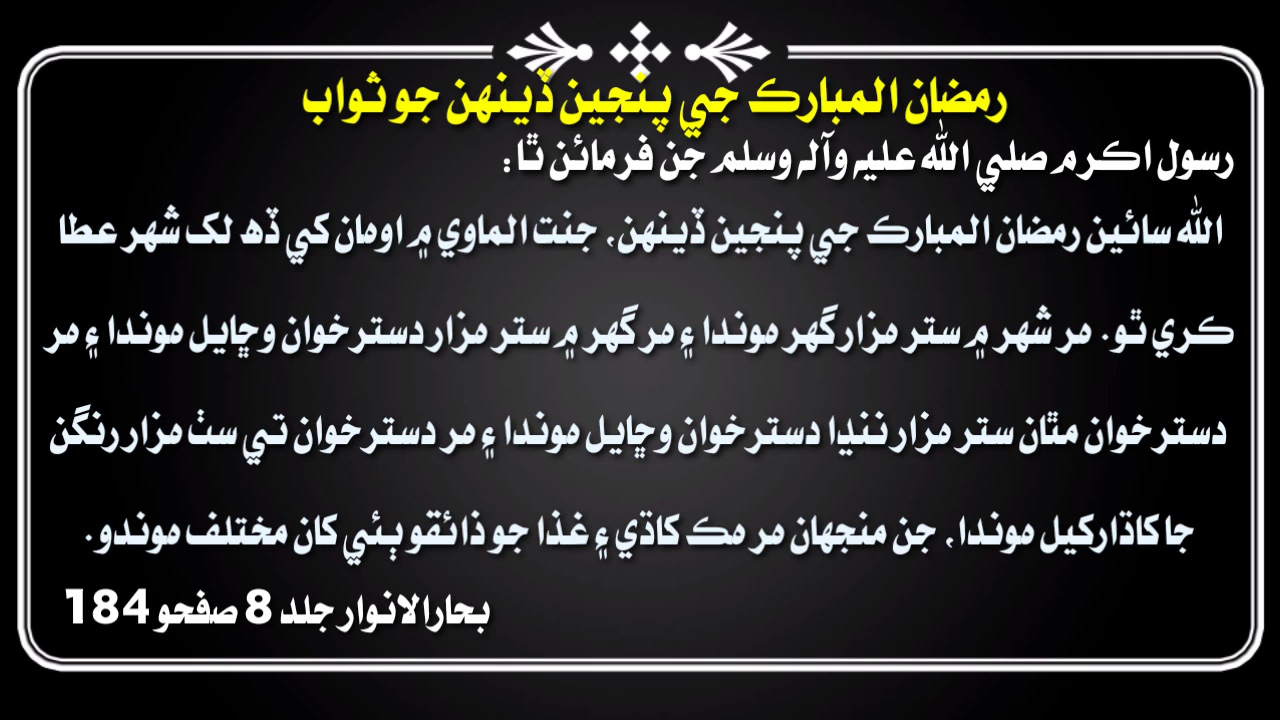 رمضان المبارڪ جي پنجين ڏينهن جو ثواب
رسول اڪرم صلي الله عليہ وآلہ وسلم جن فرمائن ٿا:
الله سائين رمضان المبارڪ جي پنجين ڏينهن، جنت الماوي ۾ اوهان کي ڏھ لک شهر عطا
ڪري ٿو. هر شهر ۾ ستر هزار گهر هوندا ۽ هر گهر ۾ ستر هزار دسترخوان وڇايل هوندا ۽ هر
دسترخوان مٿان ستر هزار ننڍا دسترخوان وڇايل هوندا ۽ هر دسترخوان تي سٺ هزار رنگن
جا کاڌا رکيل هوندا، جن منجهان هر هڪ کاڌي ۽ غذا جو ذائقو ٻئي کان مختلف هوندو.
بحارالانوار جلد 8 صفحو 184